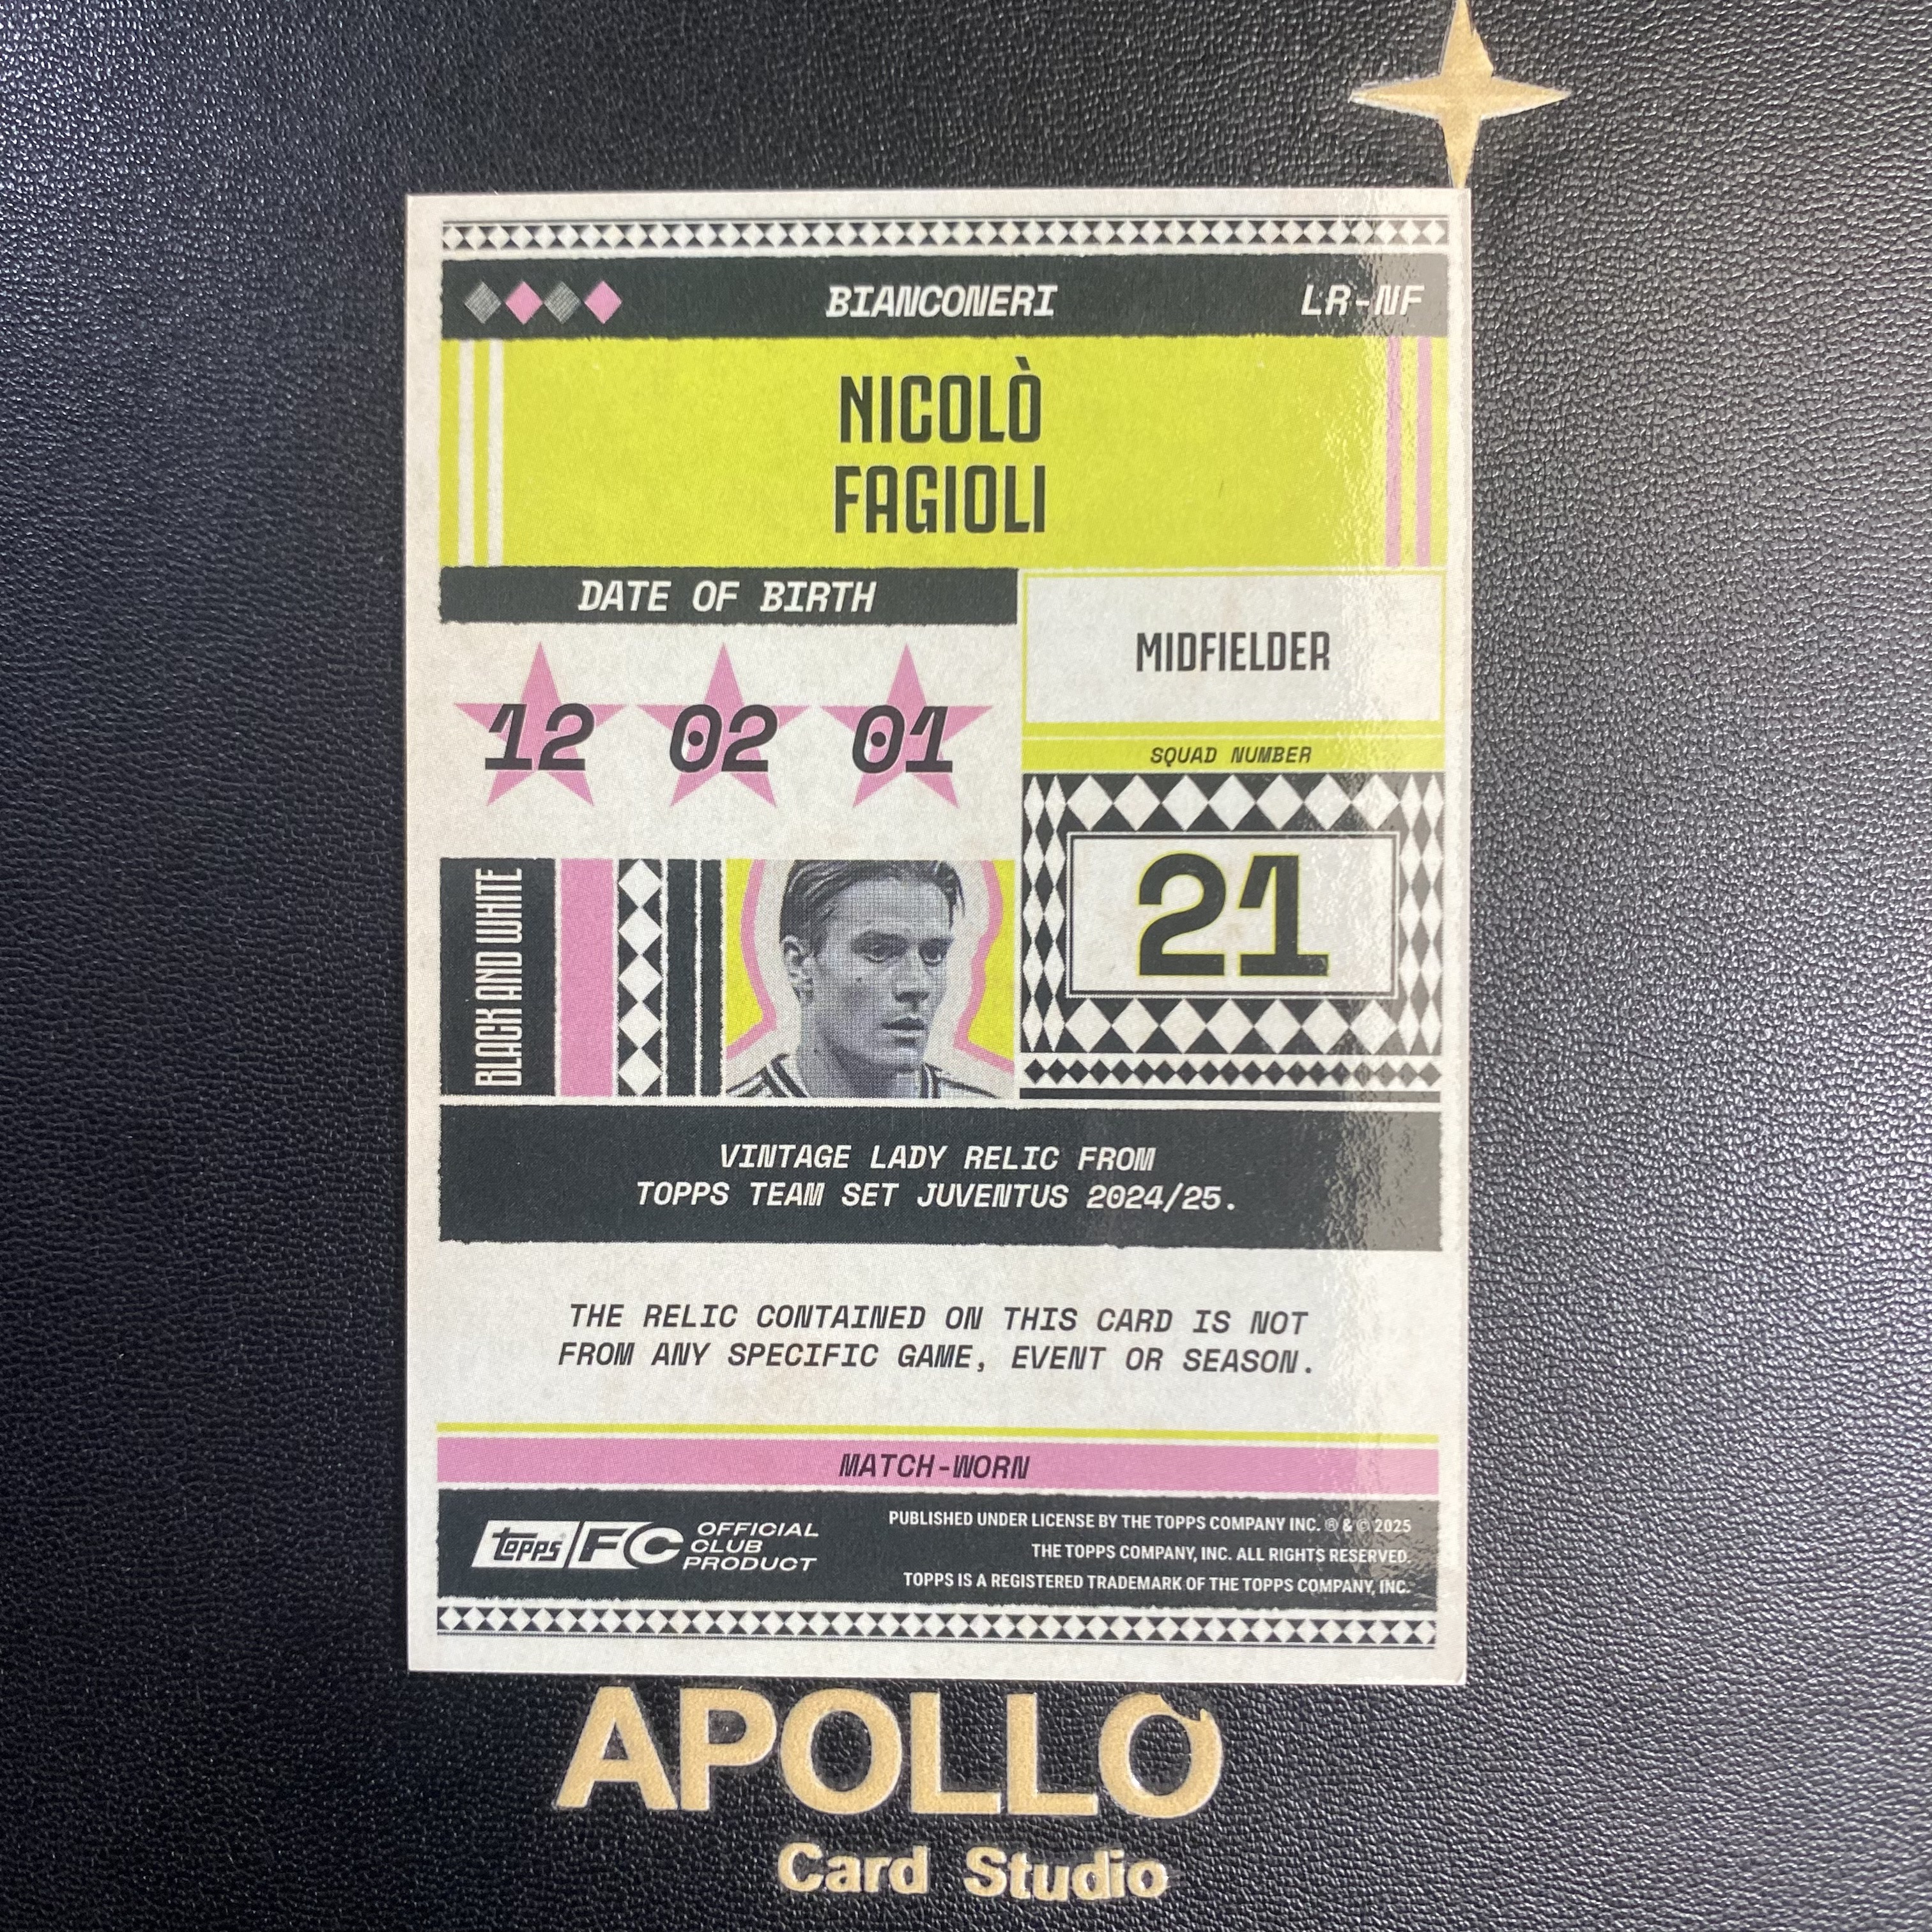 BIANCONERI
LR-NF
NICOLÒ
FAGIOLI
DATE OF BIRTH
12 02 01
MIDFIELDER
SQUAD NUMBER
21
BLACK AND WHITE
VINTAGE LADY RELIC FROM
TOPPS TEAM SET JUVENTUS 2024/25.
THE RELIC CONTAINED ON THIS CARD IS NOT
FROM ANY SPECIFIC GAME, EVENT OR SEASON.
MATCH-WORN
topps FC
OFFICIAL
CLUB
PRODUCT
PUBLISHED UNDER LICENSE BY THE TOPPS COMPANY INC. ® & © 2025
THE TOPPS COMPANY, INC. ALL RIGHTS RESERVED.
TOPPS IS A REGISTERED TRADEMARK OF THE TOPPS COMPANY, INC.
APOLLO
Card Studio